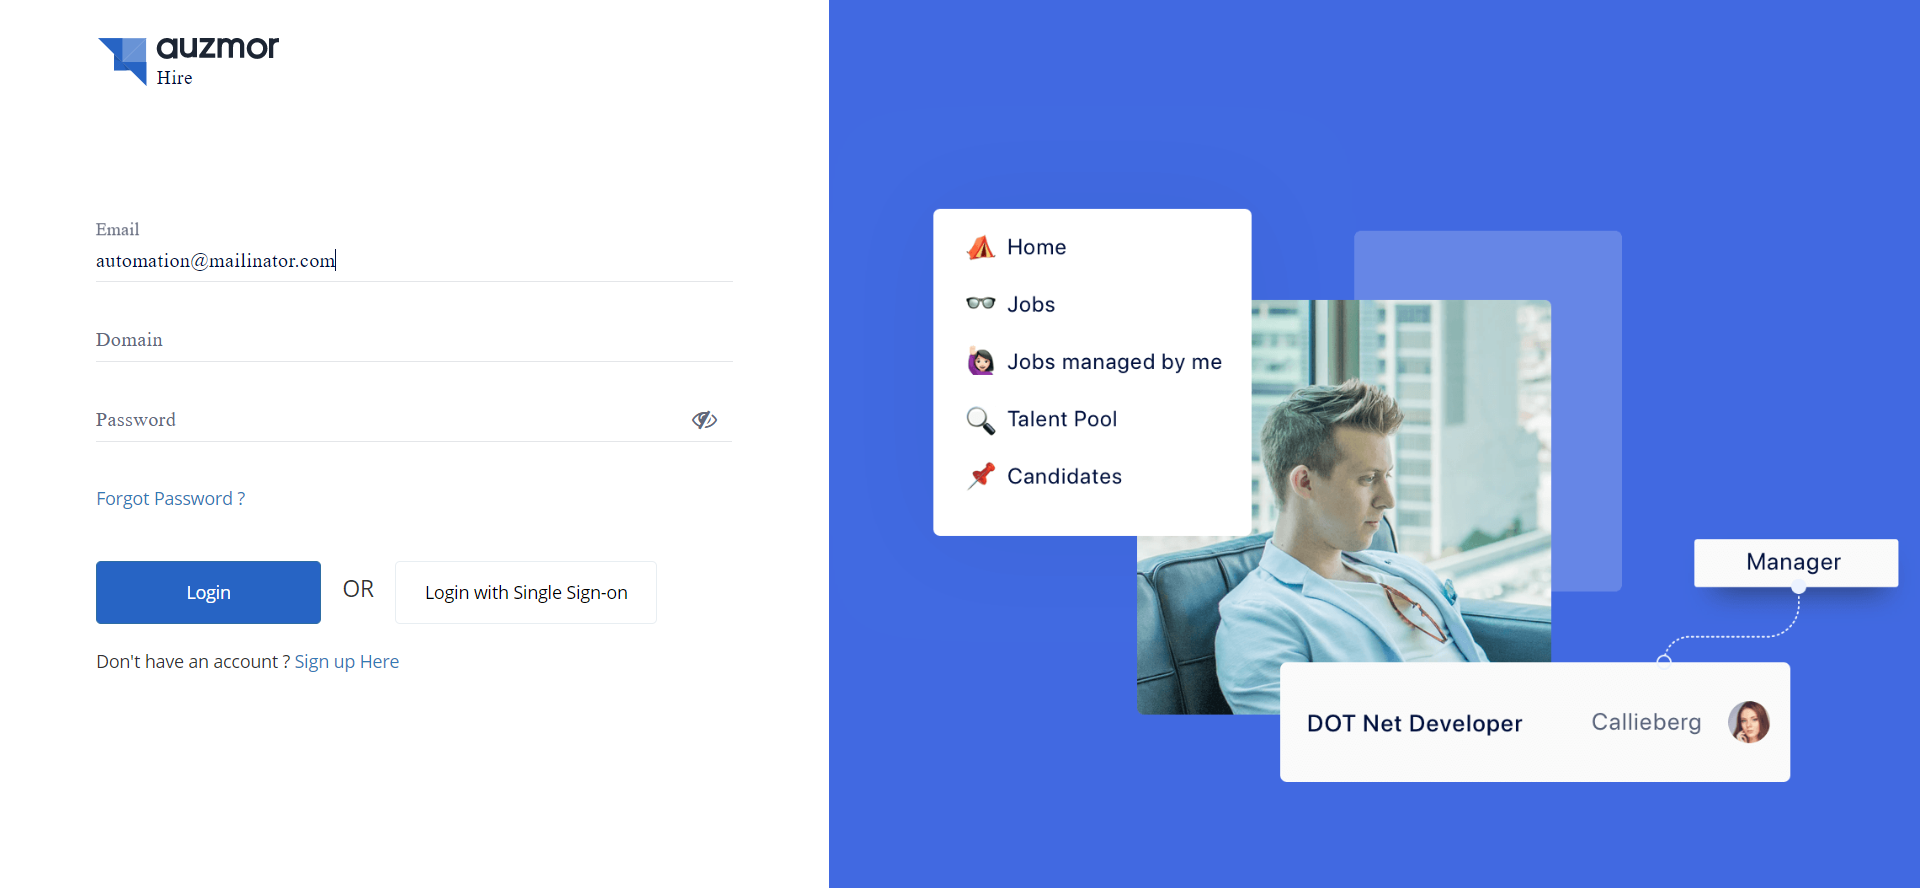 auzmor
Hire
Email
automation@mailinator.com
Domain
Password
Forgot Password ?
Login
OR
Login with Single Sign-on
Don't have an account ? Sign up Here
Home
Jobs
Jobs managed by me
Talent Pool
Candidates
Manager
DOT Net Developer
Callieberg